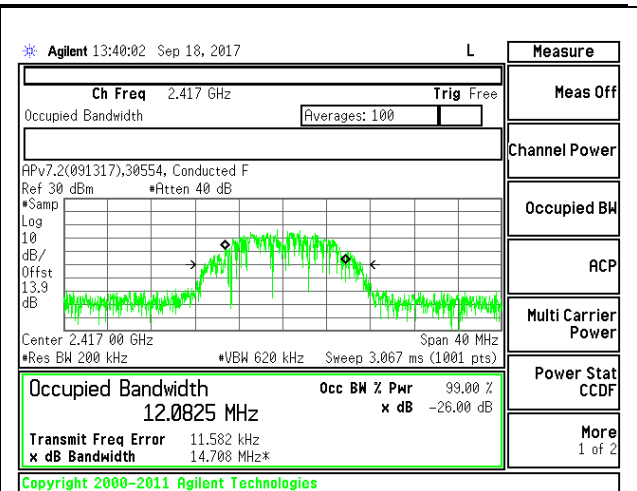 Agilent 13:40:02 Sep 18, 2017 L
Measure
Ch Freq 2.417 GHz Trig Free
Meas Off
Occupied Bandwidth Averages: 100
Channel Power
APv7.2(091317),30554, Conducted F
Ref 30 dBm #Atten 40 dB
#Samp
Log
10
dB/
Offst
13.9
dB
Occupied BW
ACP
Multi Carrier
Power
Center 2.417 00 GHz Span 40 MHz
#Res BW 200 kHz #VBW 620 kHz Sweep 3.067 ms (1001 pts)
Power Stat
CCDF
Occupied Bandwidth Occ BW % Pwr 99.00 %
12.0825 MHz x dB -26.00 dB
Transmit Freq Error 11.582 kHz
x dB Bandwidth 14.708 MHz*
More
1 of 2
Copyright 2000-2011 Agilent Technologies